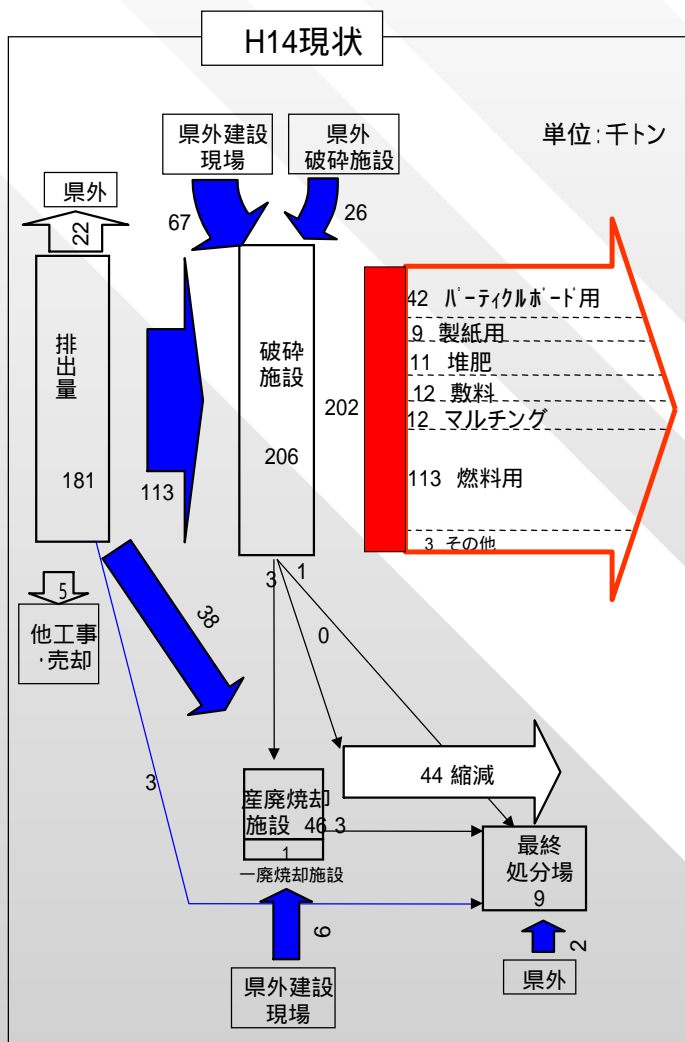 H14現状
単位:千トン
県外建設
現場
県外
破砕施設
県外
22
67
26
排出量
181
113
破砕
施設
206
202
42 パーティクルボード用
9 製紙用
11 堆肥
12 敷料
12 マルチング
113 燃料用
3 その他
5
他工事
・売却
38
3
1
0
3
44 縮減
産廃焼却
施設 46
3
1
一廃焼却施設
最終
処分場
9
6
県外建設
現場
2
県外